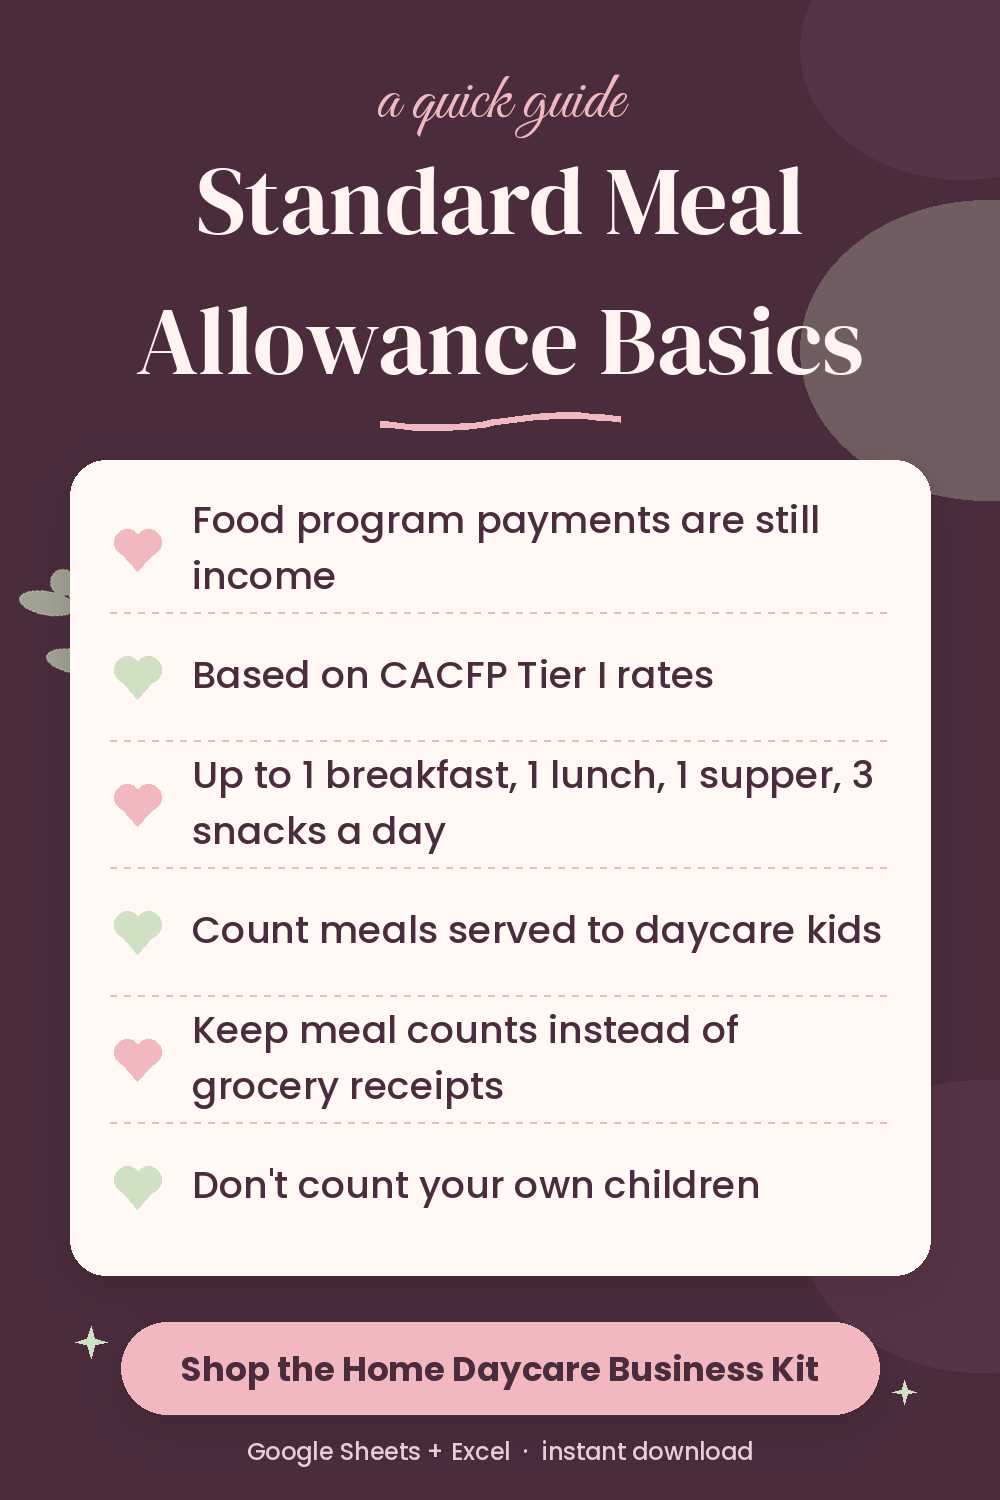 a quick guide
Standard Meal
Allowance Basics
Food program payments are still
income
Based on CACFP Tier I rates
Up to 1 breakfast, 1 lunch, 1 supper, 3
snacks a day
Count meals served to daycare kids
Keep meal counts instead of
grocery receipts
Don't count your own children
Shop the Home Daycare Business Kit
Google Sheets + Excel · instant download